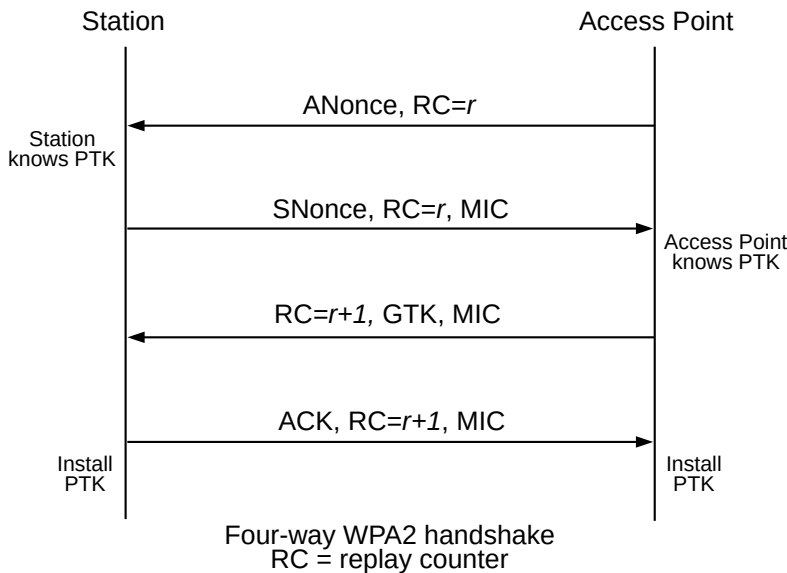 Station
Access Point
ANonce, RC=r
Station
knows PTK
SNonce, RC=r, MIC
Access Point
knows PTK
RC=r+1, GTK, MIC
ACK, RC=r+1, MIC
Install
PTK
Install
PTK
Four-way WPA2 handshake
RC = replay counter